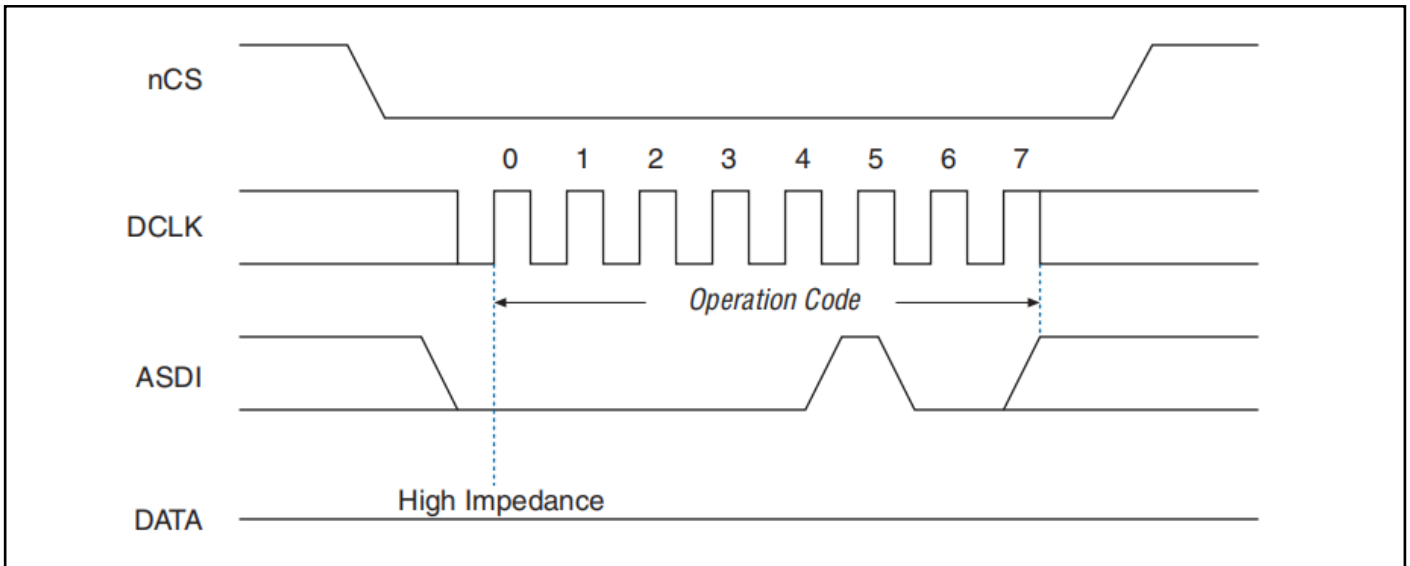 nCS
0 1 2 3 4 5 6 7
DCLK
Operation Code
ASDI
High Impedance
DATA